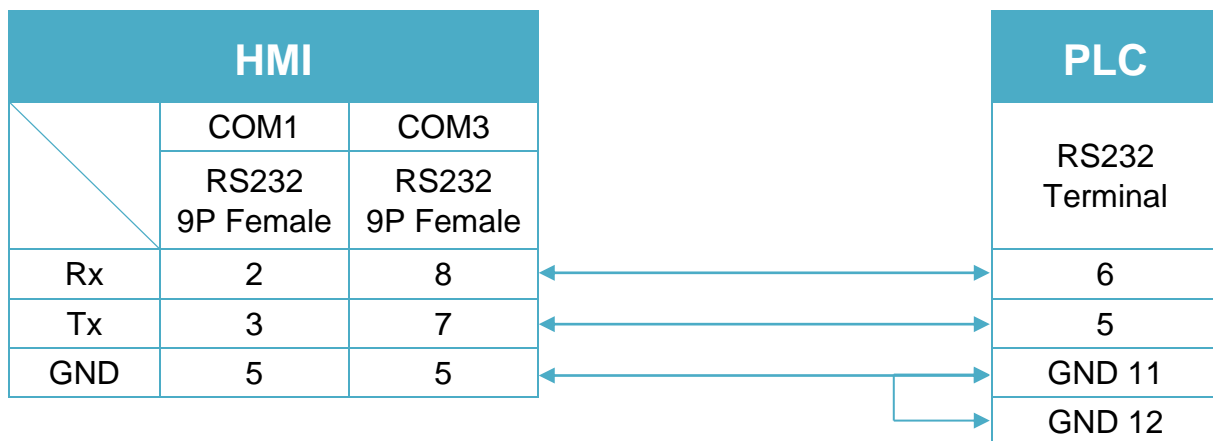 HMI PLC
COM1 COM3
RS232
Terminal
RS232
9P Female
RS232
9P Female
Rx 2 8 6
Tx 3 7 5
GND 5 5 GND 11
GND 12